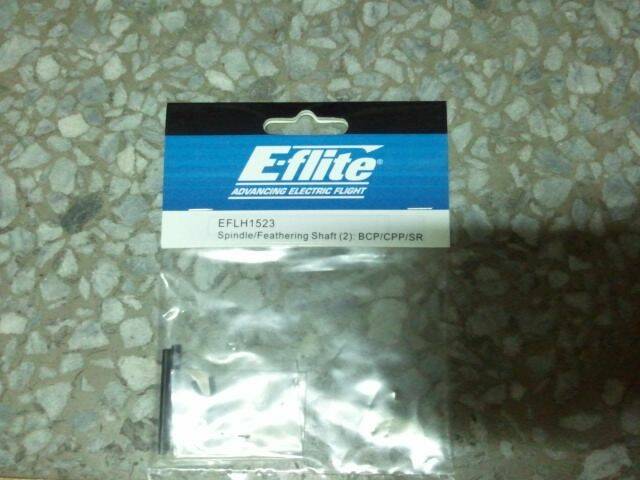 E-flite®
ADVANCING ELECTRIC FLIGHT
EFLH1523
Spindle/Feathering Shaft (2): BCP/CPP/SR